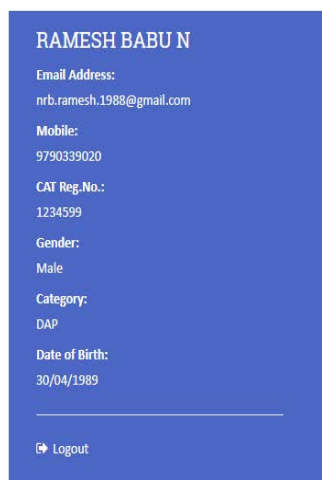 RAMESH BABU N
Email Address:
nrb.ramesh.1988@gmail.com
Mobile:
9790339020
CAT Reg.No.:
1234599
Gender:
Male
Category:
DAP
Date of Birth:
30/04/1989
Logout